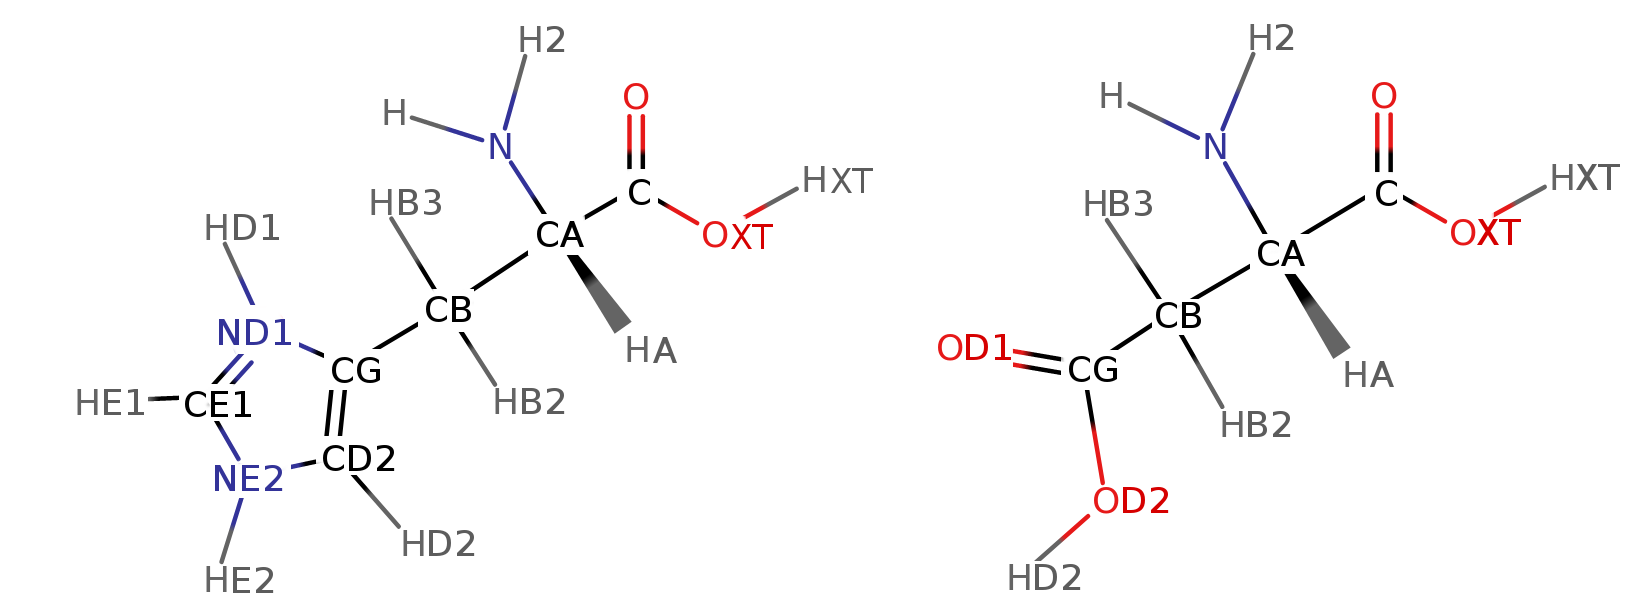 H2
H
O
N
C
HXT
HB3
CA
OXT
HD1
CB
HA
ND1
CG
HE1
CE1
HB2
CD2
NE2
HD2
HE2
H2
H
O
N
C
HXT
HB3
CA
OXT
CB
OD1
CG
HA
HB2
OD2
HD2